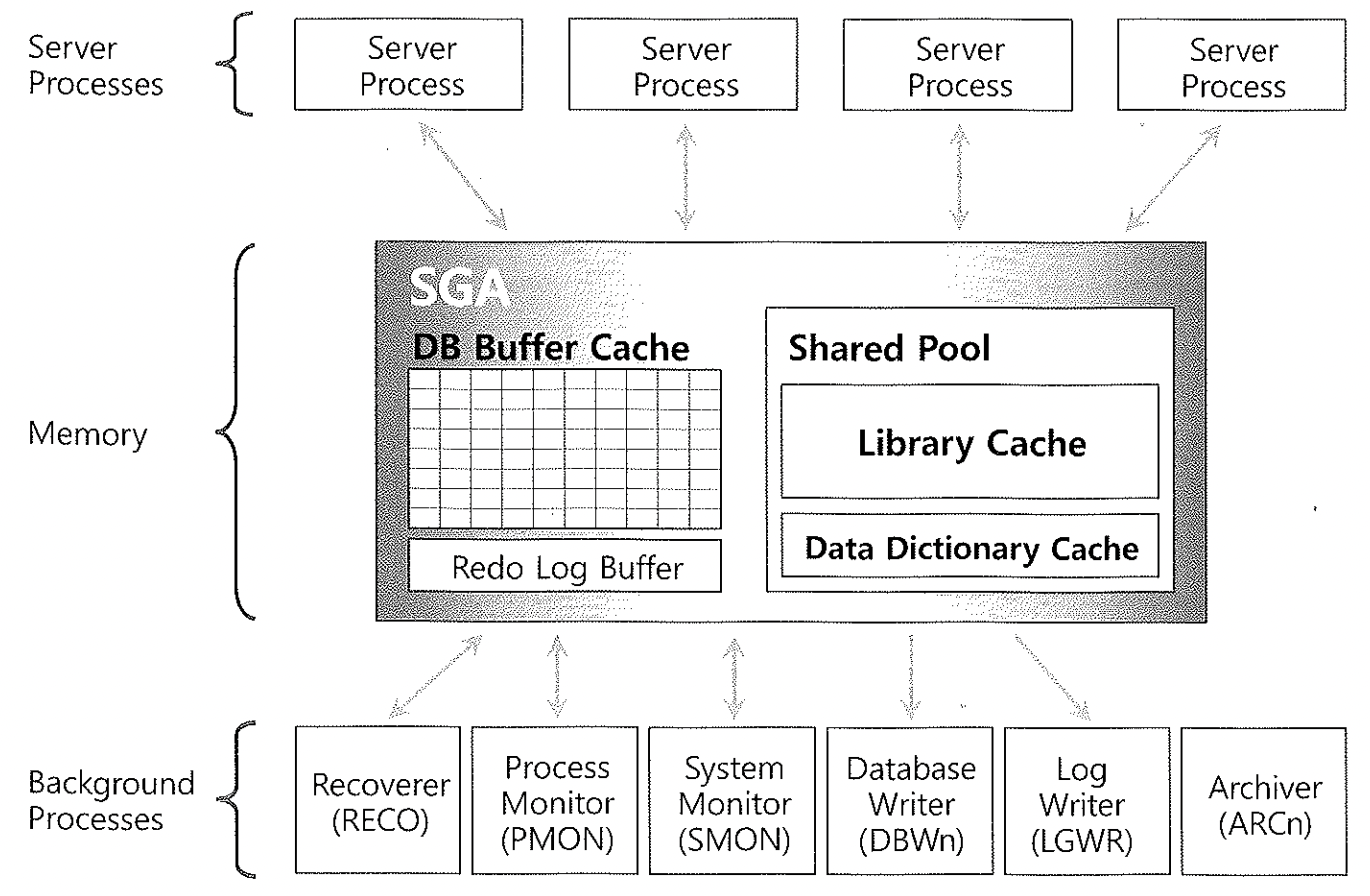 Server
Processes
Server
Process
Server
Process
Server
Process
Server
Process
Memory
SGA
DB Buffer Cache
Redo Log Buffer
Shared Pool
Library Cache
Data Dictionary Cache
Background
Processes
Recoverer
(RECO)
Process
Monitor
(PMON)
System
Monitor
(SMON)
Database
Writer
(DBWn)
Log
Writer
(LGWR)
Archiver
(ARCn)